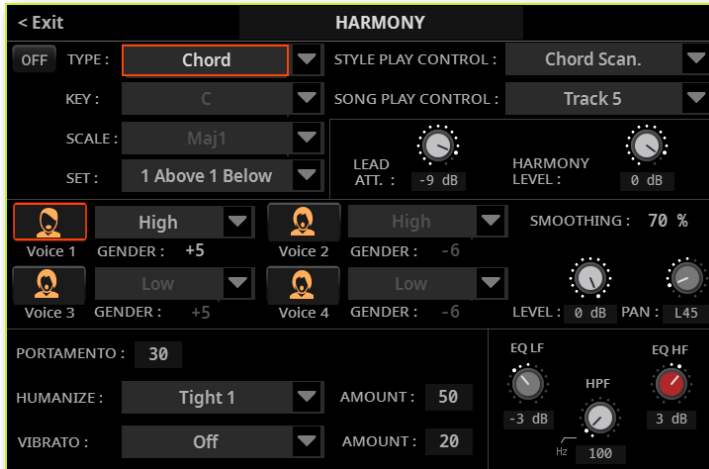 < Exit HARMONY
OFF TYPE : Chord STYLE PLAY CONTROL : Chord Scan.
KEY : C SONG PLAY CONTROL : Track 5
SCALE : Maj1
LEAD ATT. : -9 dB HARMONY LEVEL : 0 dB
SET : 1 Above 1 Below
High High SMOOTHING : 70 %
Voice 1 GENDER : +5 Voice 2 GENDER : -6
Low Low
Voice 3 GENDER : +5 Voice 4 GENDER : -6 LEVEL : 0 dB PAN : L45
PORTAMENTO : 30 EQ LF EQ HF
HPF
HUMANIZE : Tight 1 AMOUNT : 50 -3 dB 3 dB
VIBRATO : Off AMOUNT : 20 Hz 100